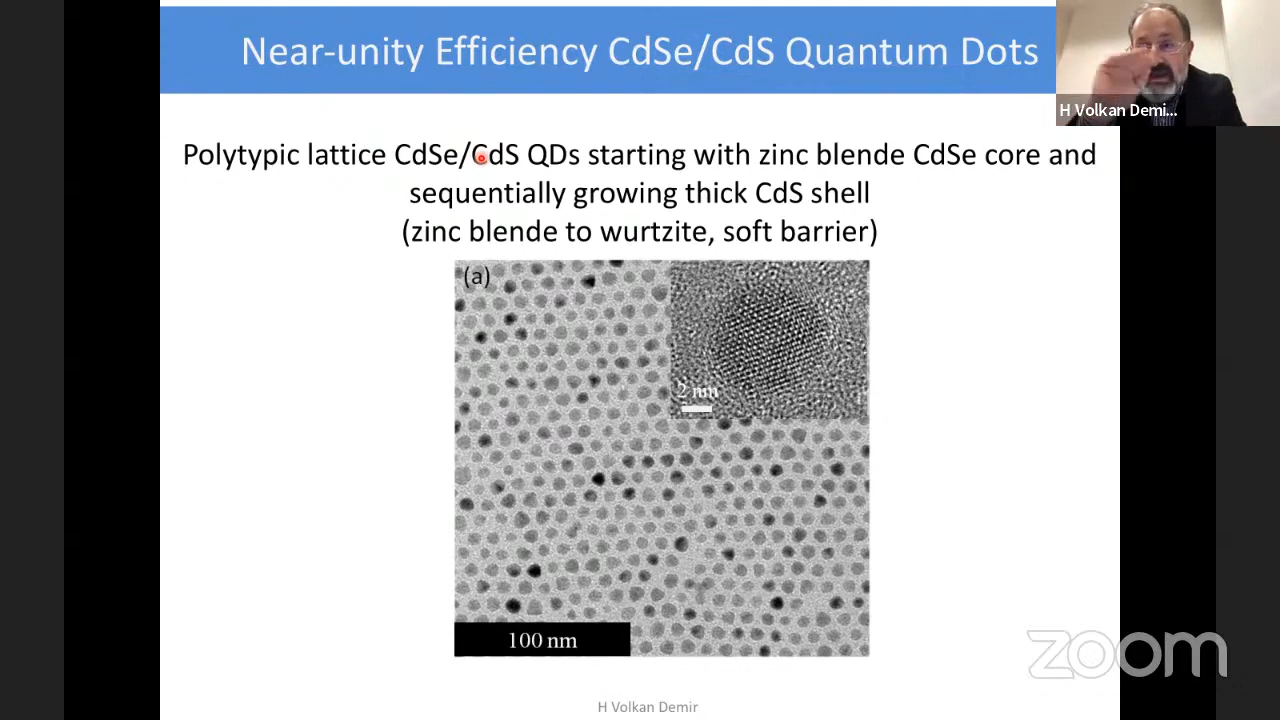 Near-unity Efficiency CdSe/CdS Quantum Dots
H Volkan Demi...
Polytypic lattice CdSe/CdS QDs starting with zinc blende CdSe core and
sequentially growing thick CdS shell
(zinc blende to wurtzite, soft barrier)
(a)
2 nm
100 nm
zoom
H Volkan Demir